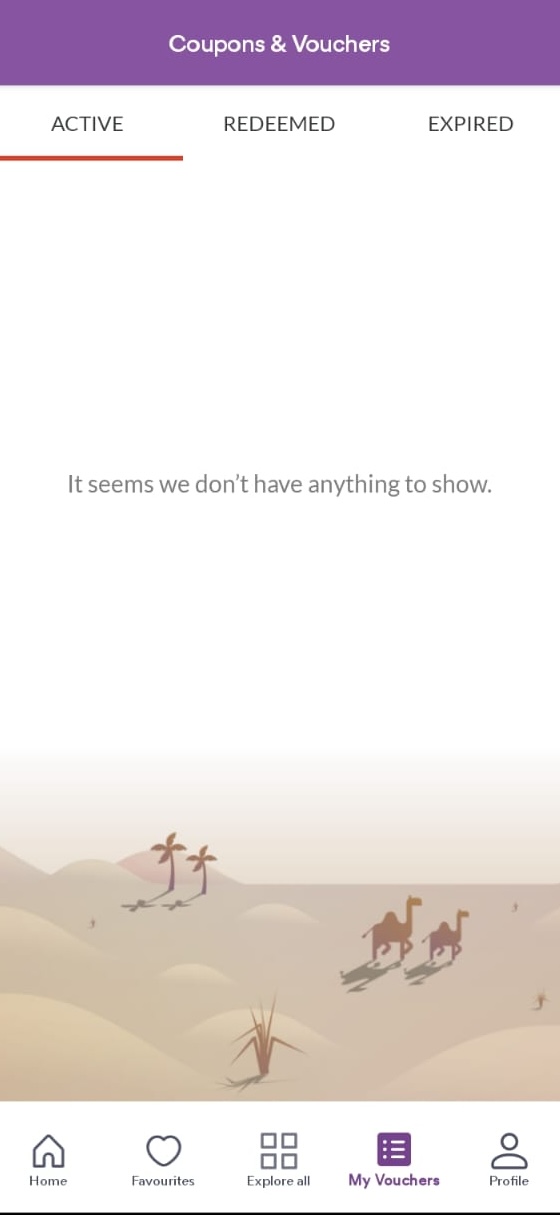 Coupons & Vouchers
ACTIVE REDEEMED EXPIRED
It seems we don’t have anything to show.
Home Favourites Explore all My Vouchers Profile